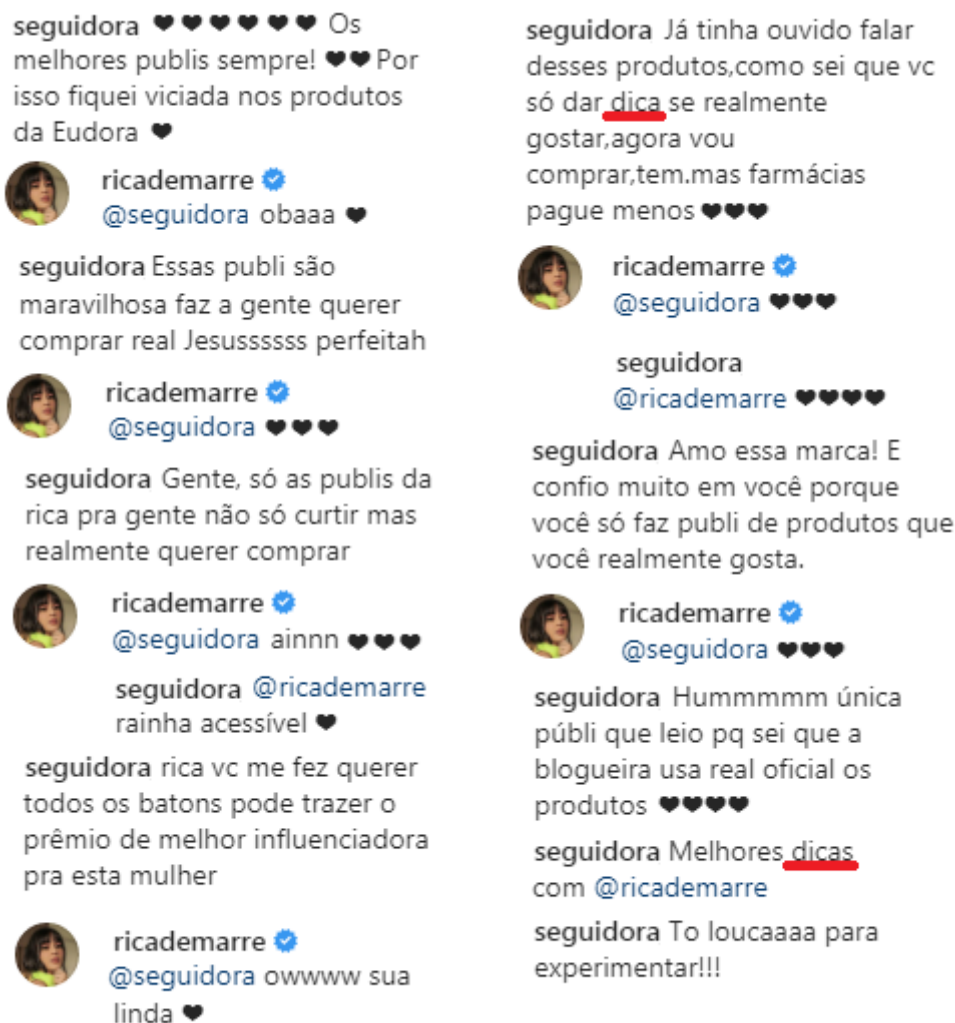 seguidora ❤❤❤❤❤❤ Os
melhores publis sempre! ❤❤ Por
isso fiquei viciada nos produtos
da Eudora ❤
ricademarre
@seguidora obaaa ❤
seguidora Essas publi são
maravilhosa faz a gente querer
comprar real Jesussssss perfeitah
ricademarre
@seguidora ❤❤❤
seguidora Gente, só as publis da
rica pra gente não só curtir mas
realmente querer comprar
ricademarre
@seguidora ainnn ❤❤❤
seguidora @ricademarre
rainha acessível ❤
seguidora rica vc me fez querer
todos os batons pode trazer o
prêmio de melhor influenciadora
pra esta mulher
ricademarre
@seguidora owwww sua
linda ❤
seguidora Já tinha ouvido falar
desses produtos,como sei que vc
só dar dica se realmente
gostar,agora vou
comprar,tem.mas farmácias
pague menos ❤❤❤
ricademarre
@seguidora ❤❤❤
seguidora
@ricademarre ❤❤❤❤
seguidora Amo essa marca! E
confio muito em você porque
você só faz publi de produtos que
você realmente gosta.
ricademarre
@seguidora ❤❤❤
seguidora Hummmmm única
públi que leio pq sei que a
blogueira usa real oficial os
produtos ❤❤❤❤
seguidora Melhores dicas
com @ricademarre
seguidora To loucaaaa para
experimentar!!!